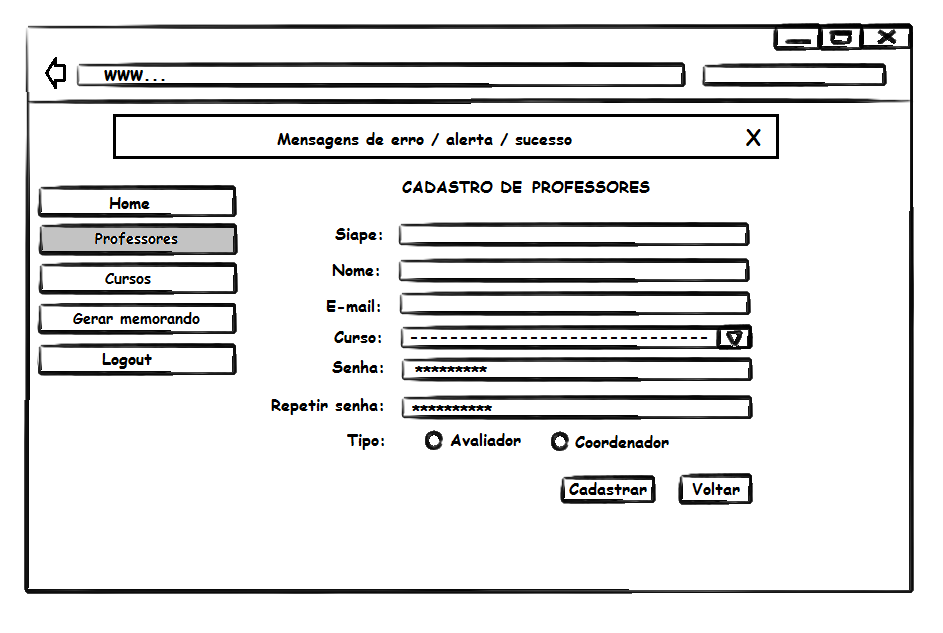 www...
Mensagens de erro / alerta / sucesso X
CADASTRO DE PROFESSORES
Home
Professores
Cursos
Gerar memorando
Logout
Siape:
Nome:
E-mail:
Curso: ------------------------------
Senha: *********
Repetir senha: **********
Tipo: Avaliador Coordenador
Cadastrar Voltar